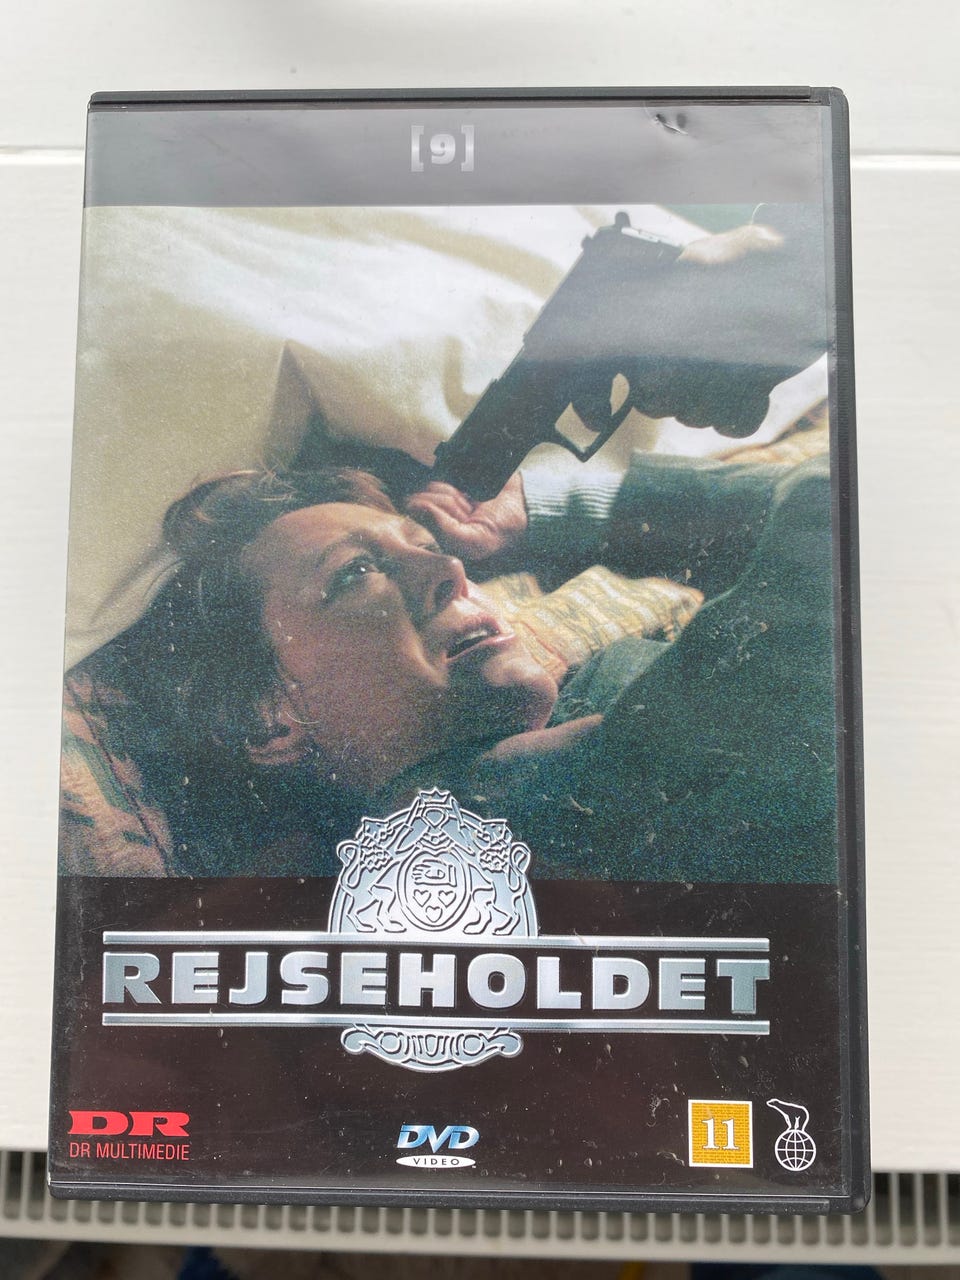 [9]
REJSEHOLDET
DR
DR MULTIMEDIE
DVD
VIDEO
11